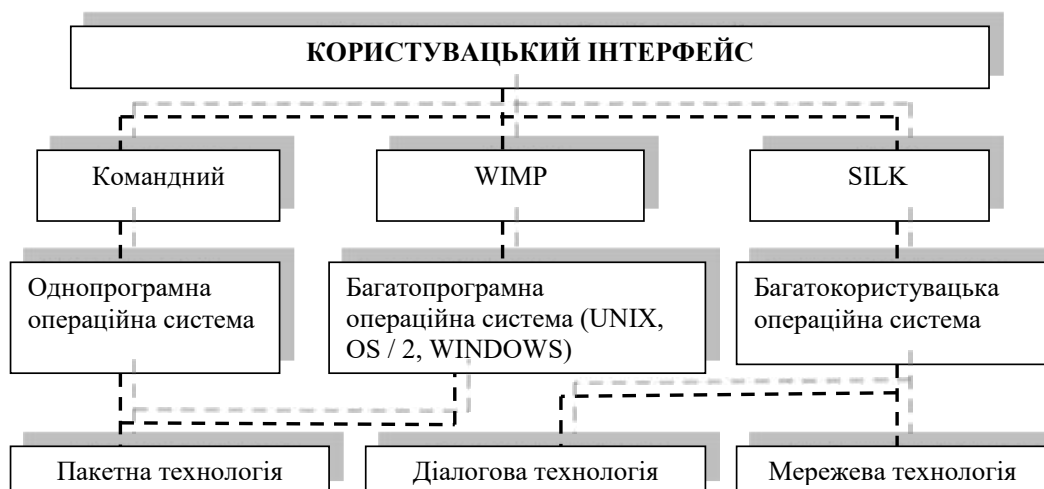 КОРИСТУВАЦЬКИЙ ІНТЕРФЕЙС
Командний
WIMP
SILK
Однопрограмна
операційна система
Багатопрограмна
операційна система (UNIX,
OS / 2, WINDOWS)
Багатокористувацька
операційна система
Пакетна технологія
Діалогова технологія
Мережева технологія